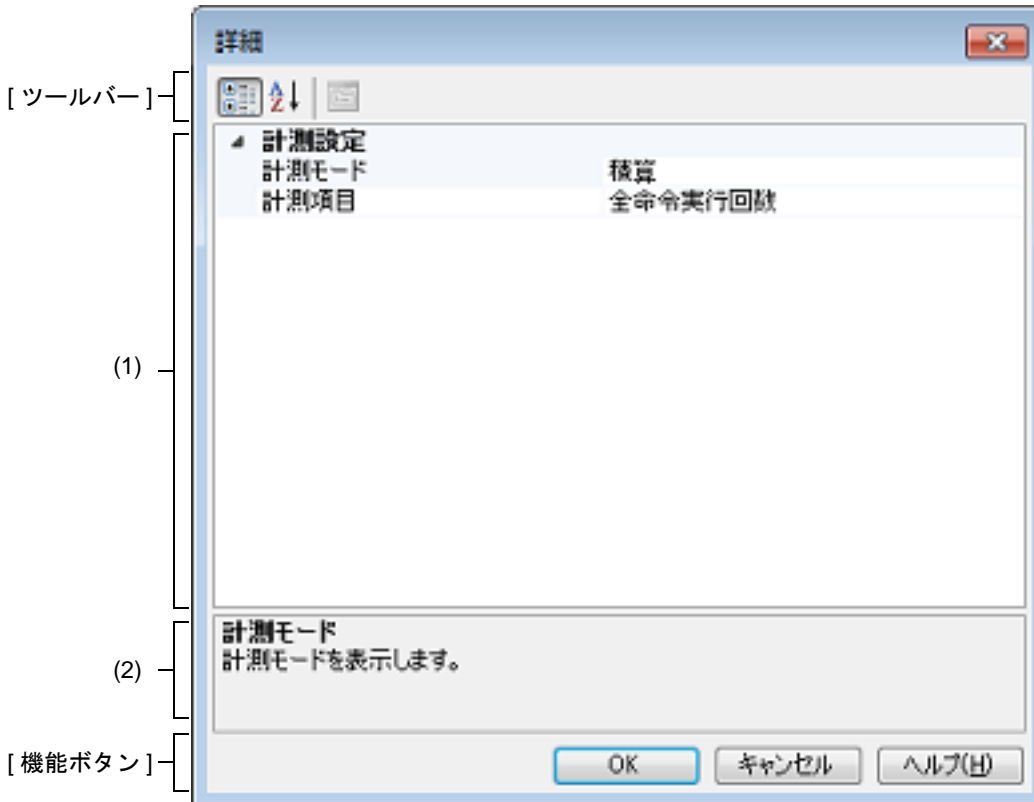 詳細
[ ツールバー ]
計測設定
計測モード 積算
計測項目 全命令実行回数
(1)
計測モード
計測モードを表示します。
(2)
[ 機能ボタン ]
OK キャンセル ヘルプ(H)